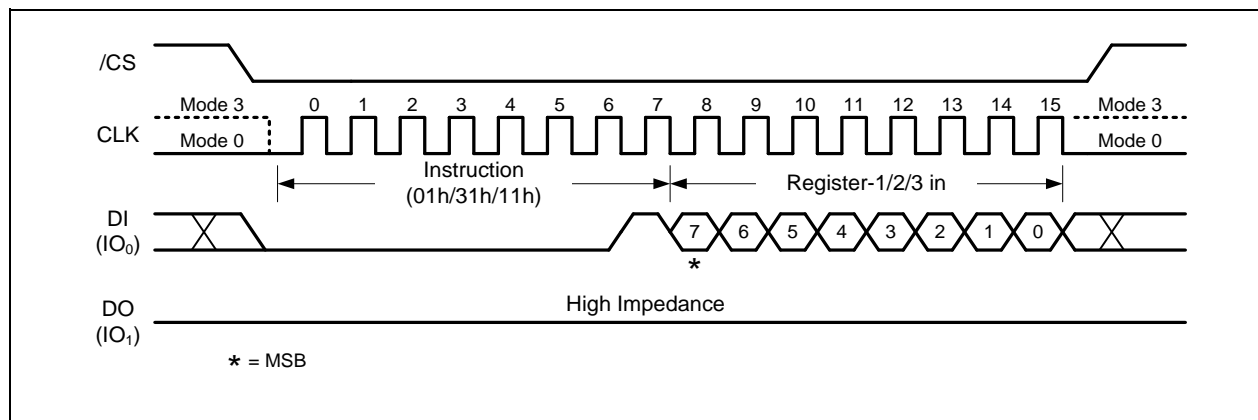 /CS
Mode 3 0 1 2 3 4 5 6 7 8 9 10 11 12 13 14 15 Mode 3
CLK
Mode 0 Mode 0
Instruction
(01h/31h/11h)
Register-1/2/3 in
DI
(IO₀)
7 6 5 4 3 2 1 0
*
High Impedance
DO
(IO₁)
* = MSB